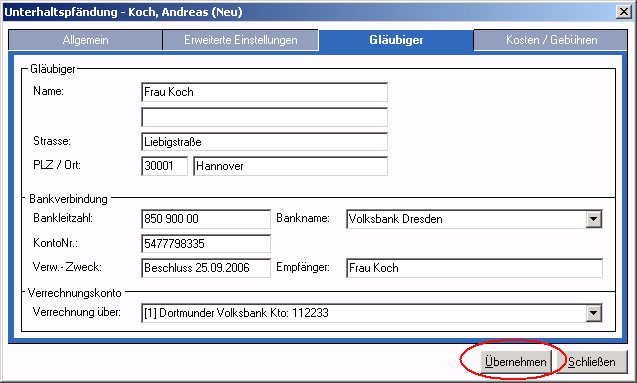 Unterhaltspfändung - Koch, Andreas (Neu)
Allgemein Erweiterte Einstellungen Gläubiger Kosten / Gebühren
Gläubiger
Name: Frau Koch
Strasse: Liebigstraße
PLZ / Ort: 30001 Hannover
Bankverbindung
Bankleitzahl: 850 900 00 Bankname: Volksbank Dresden
KontoNr.: 5477798335
Verw.- Zweck: Beschluss 25.09.2006 Empfänger: Frau Koch
Verrechnungskonto
Verrechnung über: [1] Dortmunder Volksbank Kto: 112233
Übernehmen Schließen